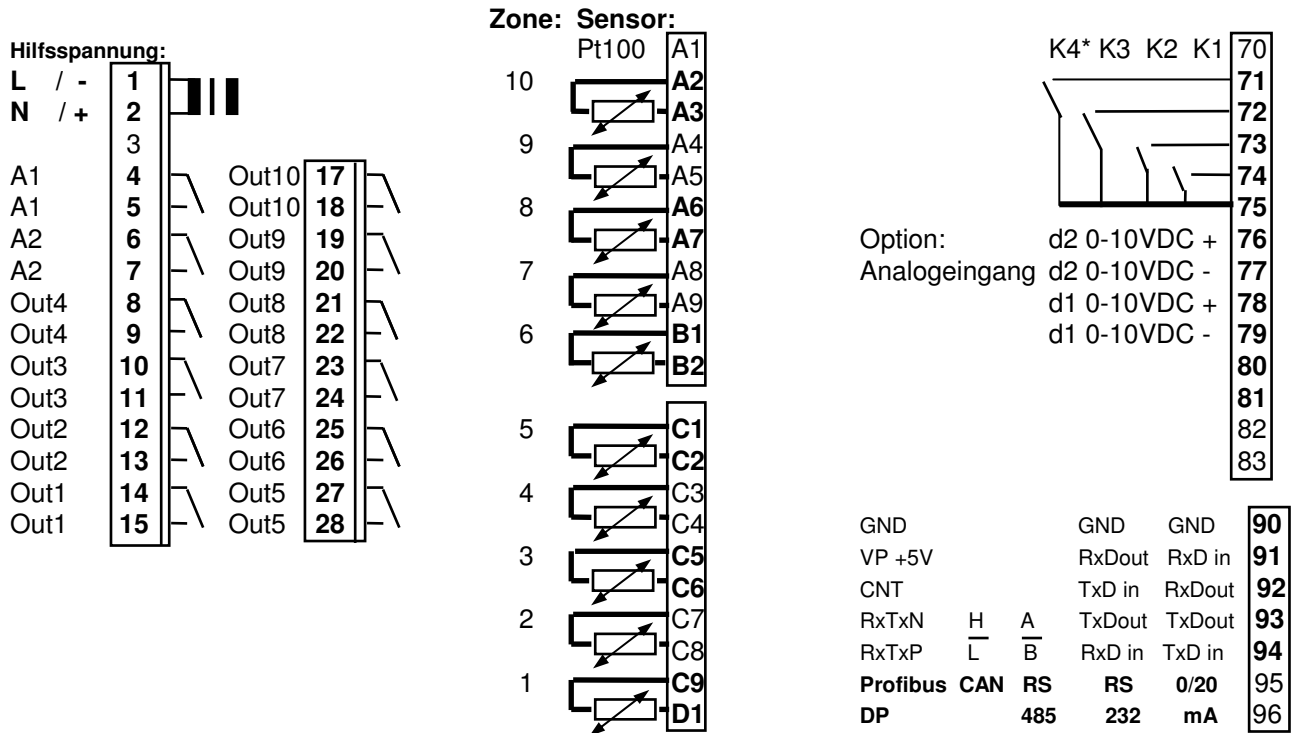 Hilfsspannung:
L / - 1
N / + 2
3
A1 4
A1 5
A2 6
A2 7
Out4 8
Out4 9
Out3 10
Out3 11
Out2 12
Out2 13
Out1 14
Out1 15
Out10 17
Out10 18
Out9 19
Out9 20
Out8 21
Out8 22
Out7 23
Out7 24
Out6 25
Out6 26
Out5 27
Out5 28
Zone: Sensor:
Pt100 A1
10 A2
A3
9 A4
A5
8 A6
A7
7 A8
A9
6 B1
B2
5 C1
C2
4 C3
C4
3 C5
C6
2 C7
C8
1 C9
D1
K4* K3 K2 K1 70
71
72
73
74
75
Option: d2 0-10VDC + 76
Analogeingang d2 0-10VDC - 77
d1 0-10VDC + 78
d1 0-10VDC - 79
80
81
82
83
GND GND GND 90
VP +5V RxDout RxD in 91
CNT TxD in RxDout 92
RxTxN H A TxDout TxDout 93
RxTxP L B RxD in TxD in 94
Profibus CAN RS RS 0/20 95
DP 485 232 mA 96